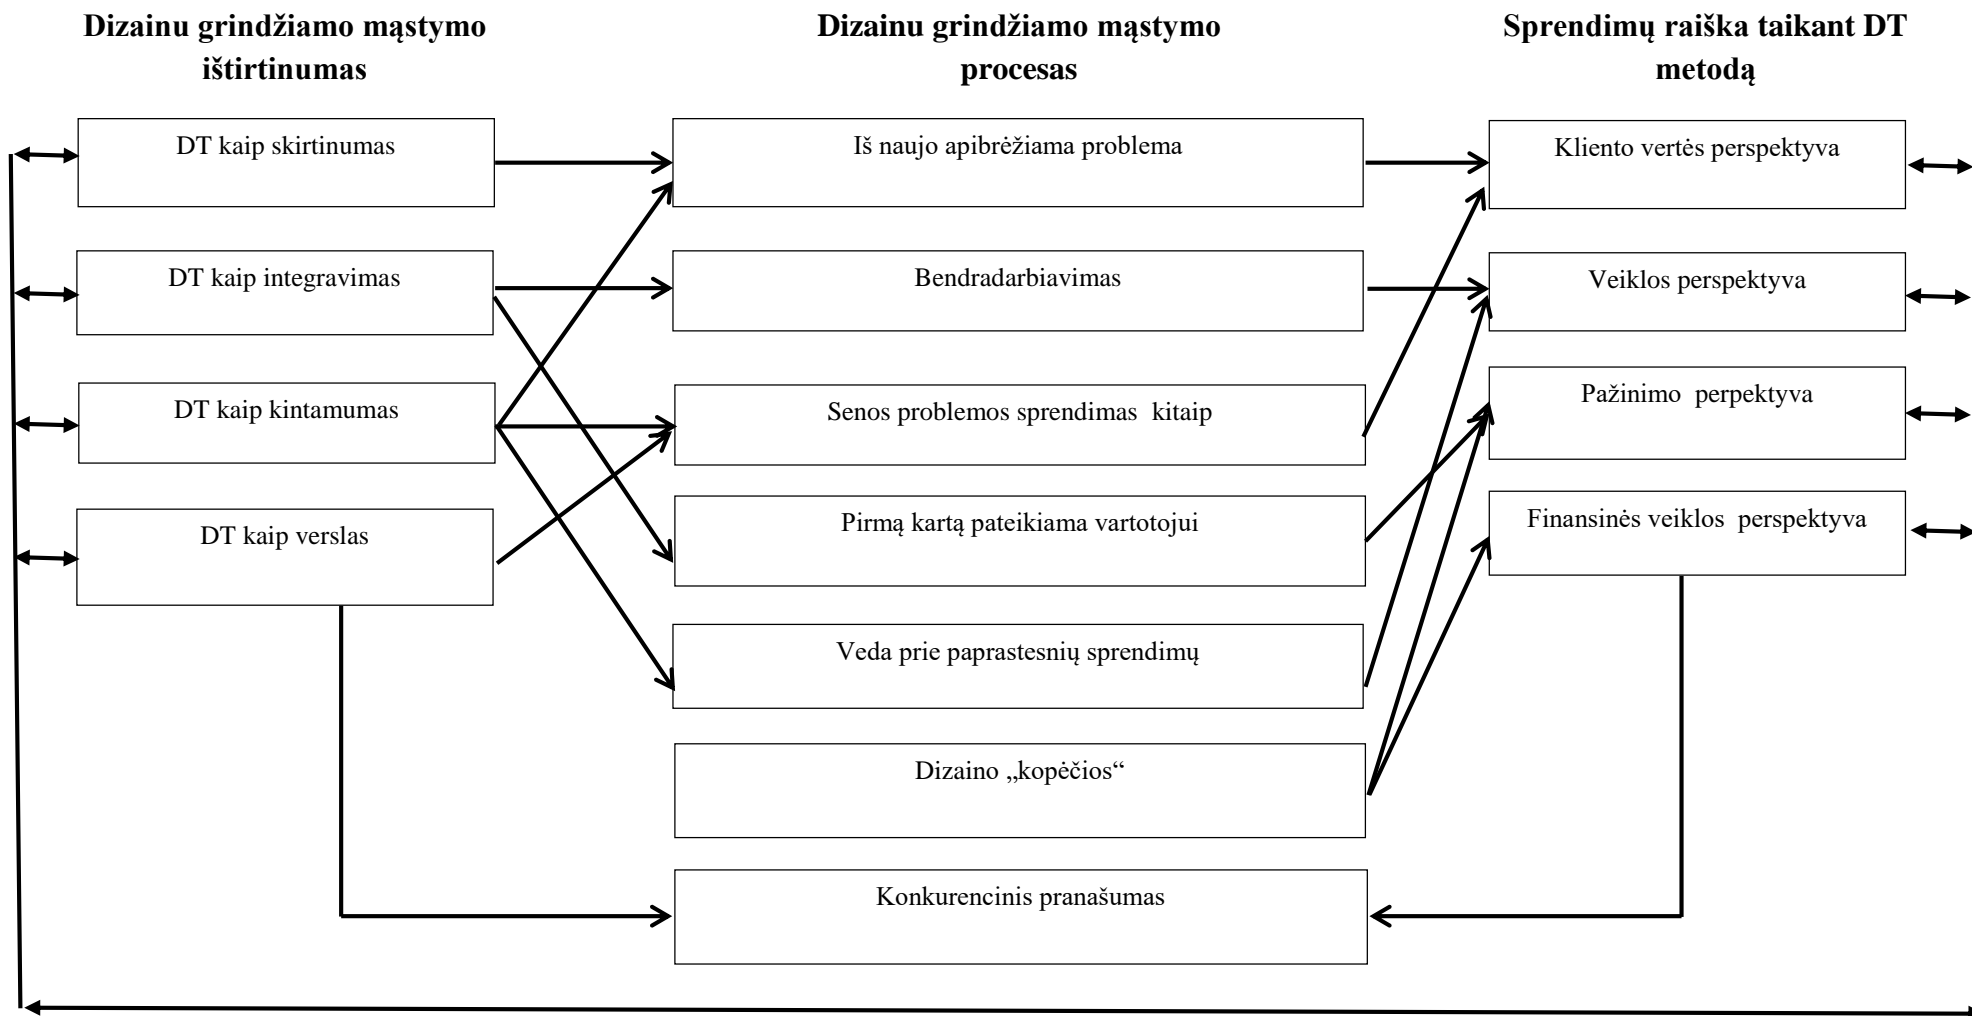 Dizainu grindžiamo mąstymo
ištirtinumas
Dizainu grindžiamo mąstymo
procesas
Sprendimų raiška taikant DT
metodą
DT kaip skirtinumas
Iš naujo apibrėžiama problema
Kliento vertės perspektyva
DT kaip integravimas
Bendradarbiavimas
Veiklos perspektyva
DT kaip kintamumas
Senos problemos sprendimas kitaip
Pažinimo perpektyva
DT kaip verslas
Pirmą kartą pateikiama vartotojui
Finansinės veiklos perspektyva
Veda prie paprastesnių sprendimų
Dizaino „kopėčios“
Konkurencinis pranašumas